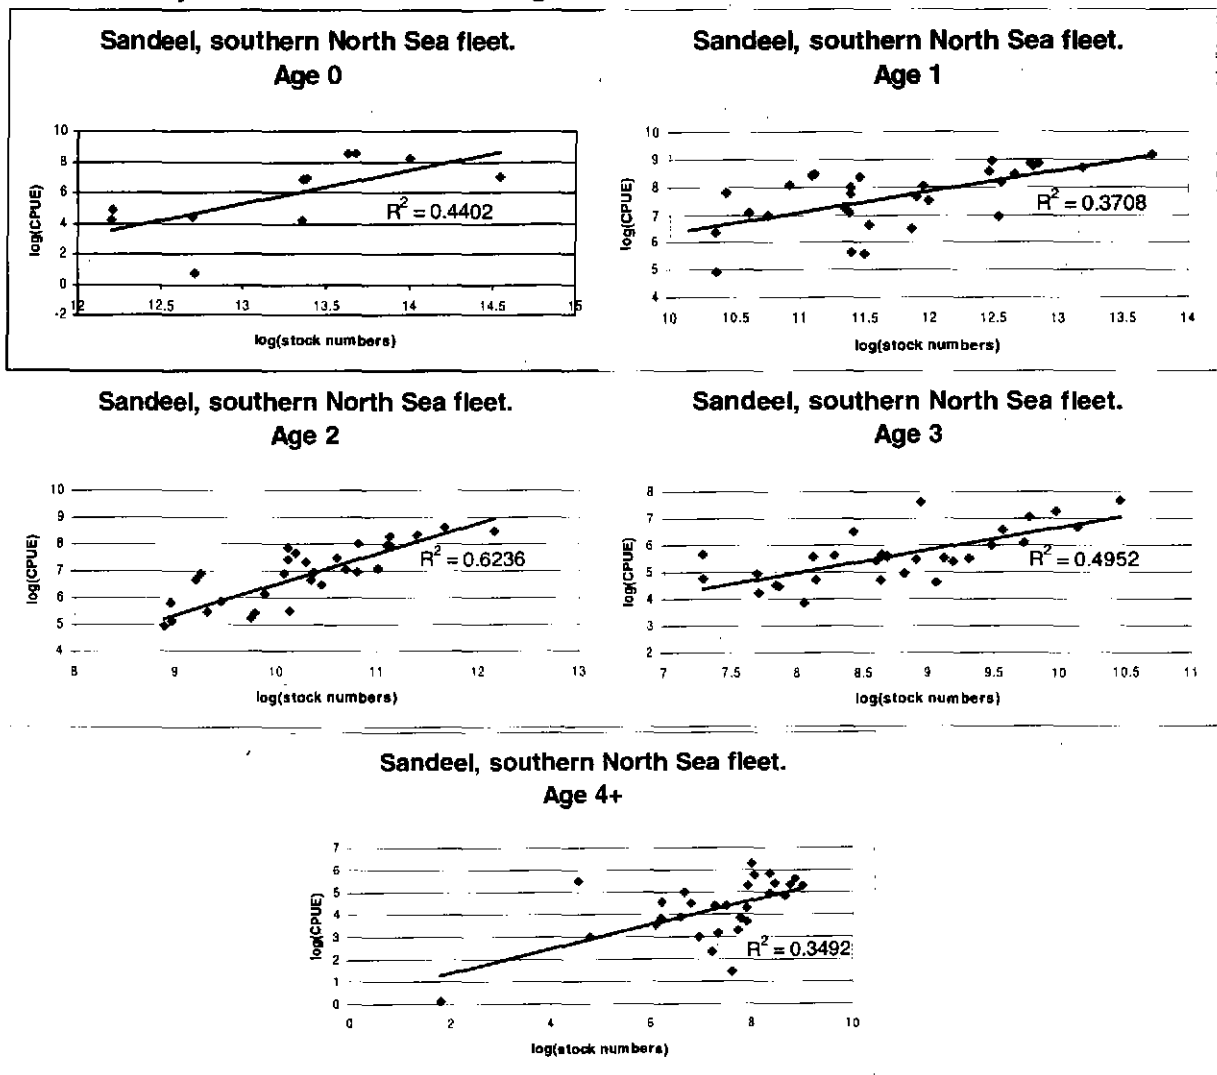 Sandeel, southern North Sea fleet.
Age 0
10
8
6
4
2
0
-2
12
12.5
13
13.5
14
14.5
15
R² = 0.4402
log(CPUE)
log(stock numbers)
Sandeel, southern North Sea fleet.
Age 1
10
9
8
7
6
5
4
10
10.5
11
11.5
12
12.5
13
13.5
14
R² = 0.3708
log(CPUE)
log(stock numbers)
Sandeel, southern North Sea fleet.
Age 2
10
9
8
7
6
5
4
8
9
10
11
12
13
R² = 0.6236
log(CPUE)
log(stock numbers)
Sandeel, southern North Sea fleet.
Age 3
8
7
6
5
4
3
2
7
7.5
8
8.5
9
9.5
10
10.5
11
R² = 0.4952
log(CPUE)
log(stock numbers)
Sandeel, southern North Sea fleet.
Age 4+
7
6
5
4
3
2
1
0
0
2
4
6
8
10
R² = 0.3492
log(CPUE)
log(stock numbers)